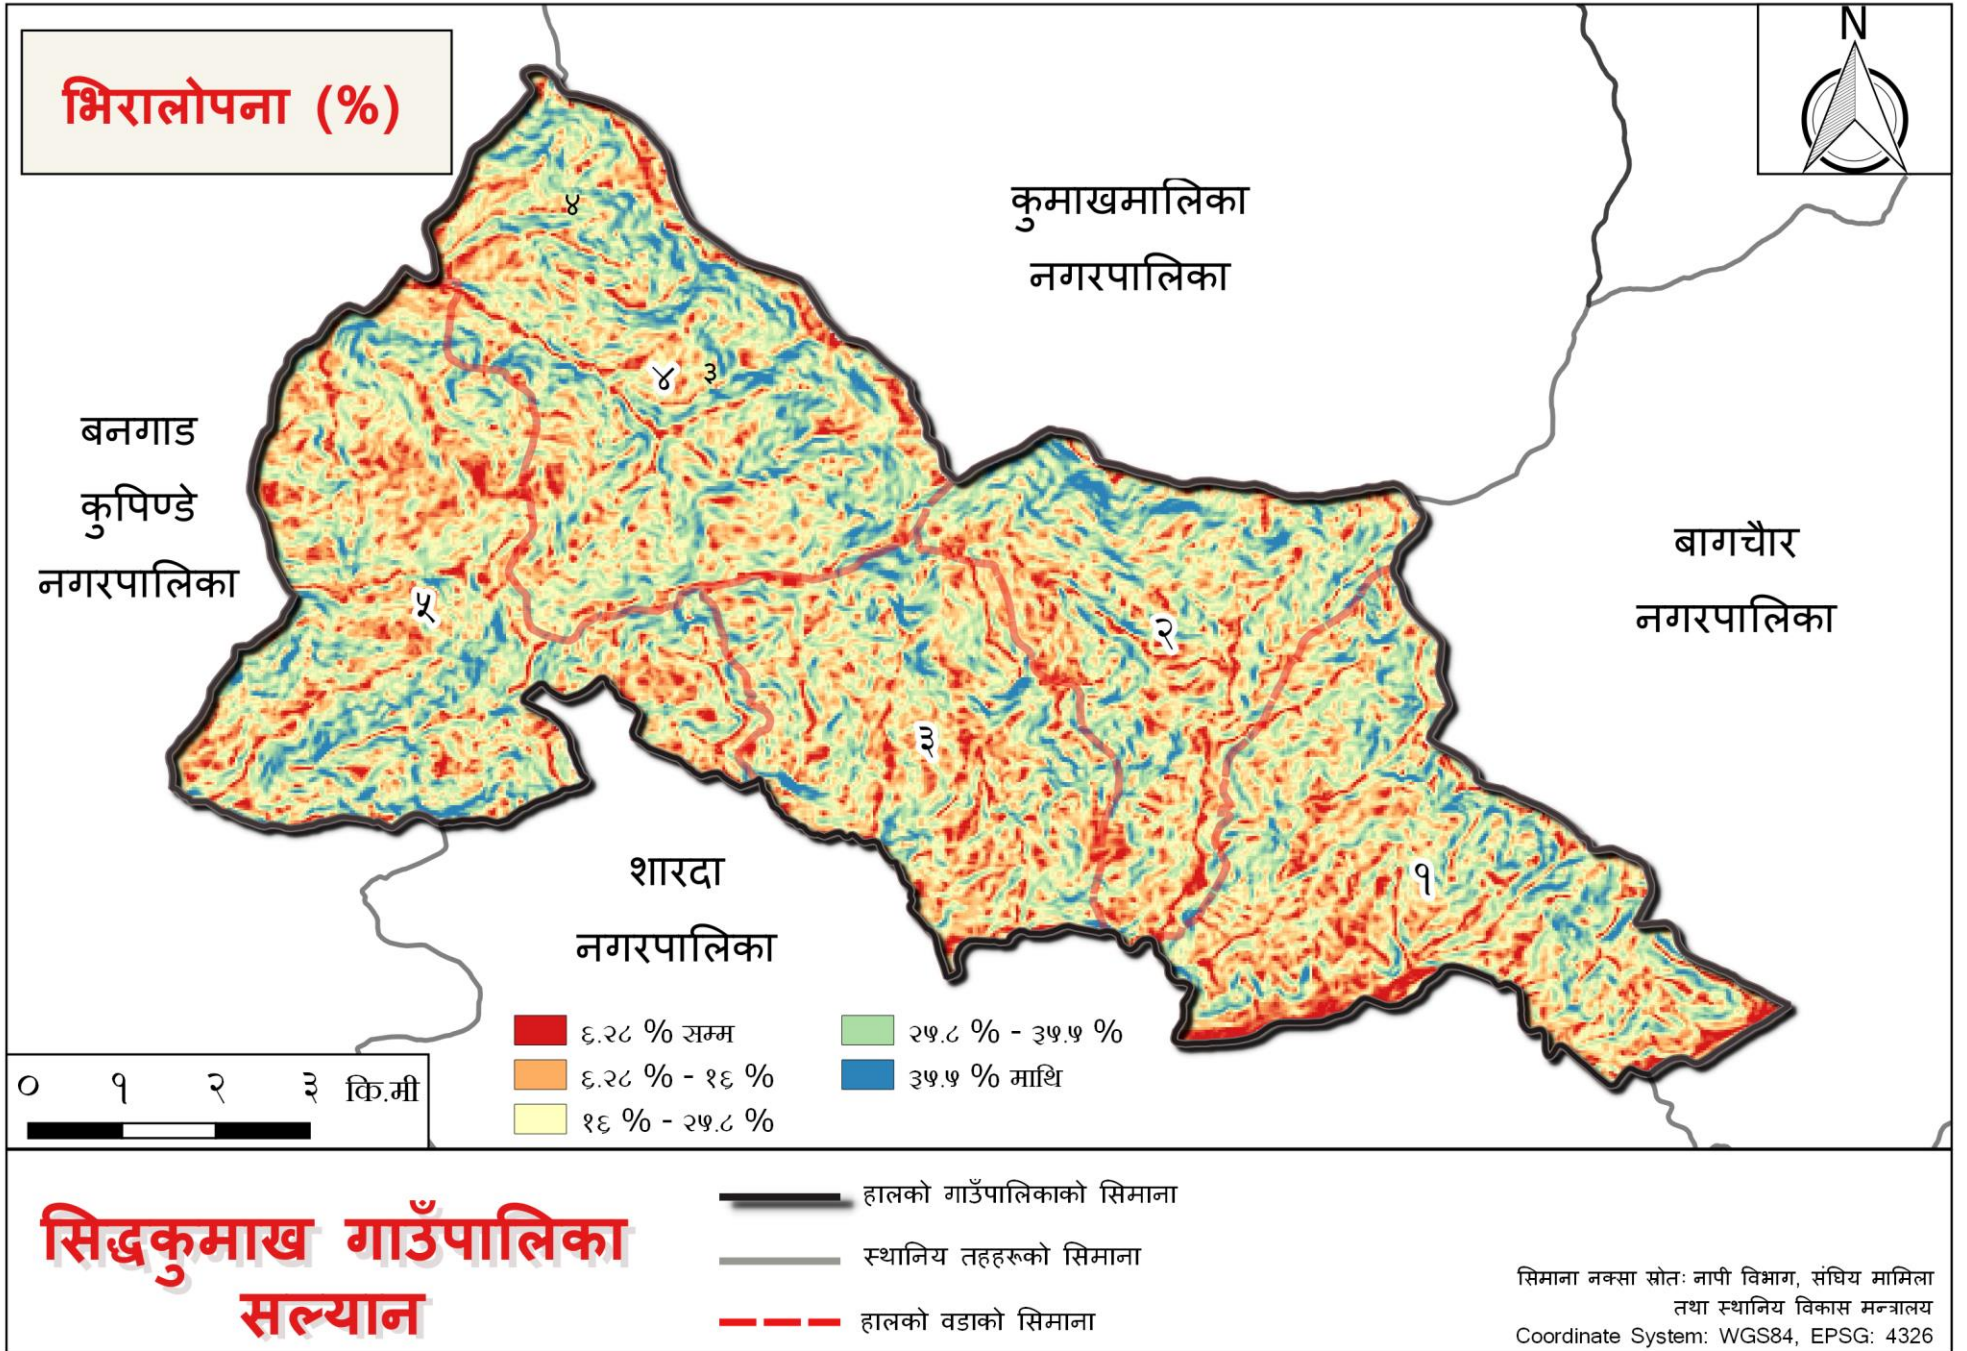 भिरालोपना (%)
N
कुमाखमालिका
नगरपालिका
४
४
३
बनगाड
कुपिण्डे
नगरपालिका
बागचौर
नगरपालिका
५
२
३
१
शारदा
नगरपालिका
६.२८ % सम्म
६.२८ % - १६ %
१६ % - २५.८ %
२५.८ % - ३५.५ %
३५.५ % माथि
० १ २ ३ कि.मी
सिद्धकुमाख गाउँपालिका
सल्यान
हालको गाउँपालिकाको सिमाना
स्थानिय तहहरूको सिमाना
हालको वडाको सिमाना
सिमाना नक्सा स्रोतः नापी विभाग, संघिय मामिला
तथा स्थानिय विकास मन्त्रालय
Coordinate System: WGS84, EPSG: 4326